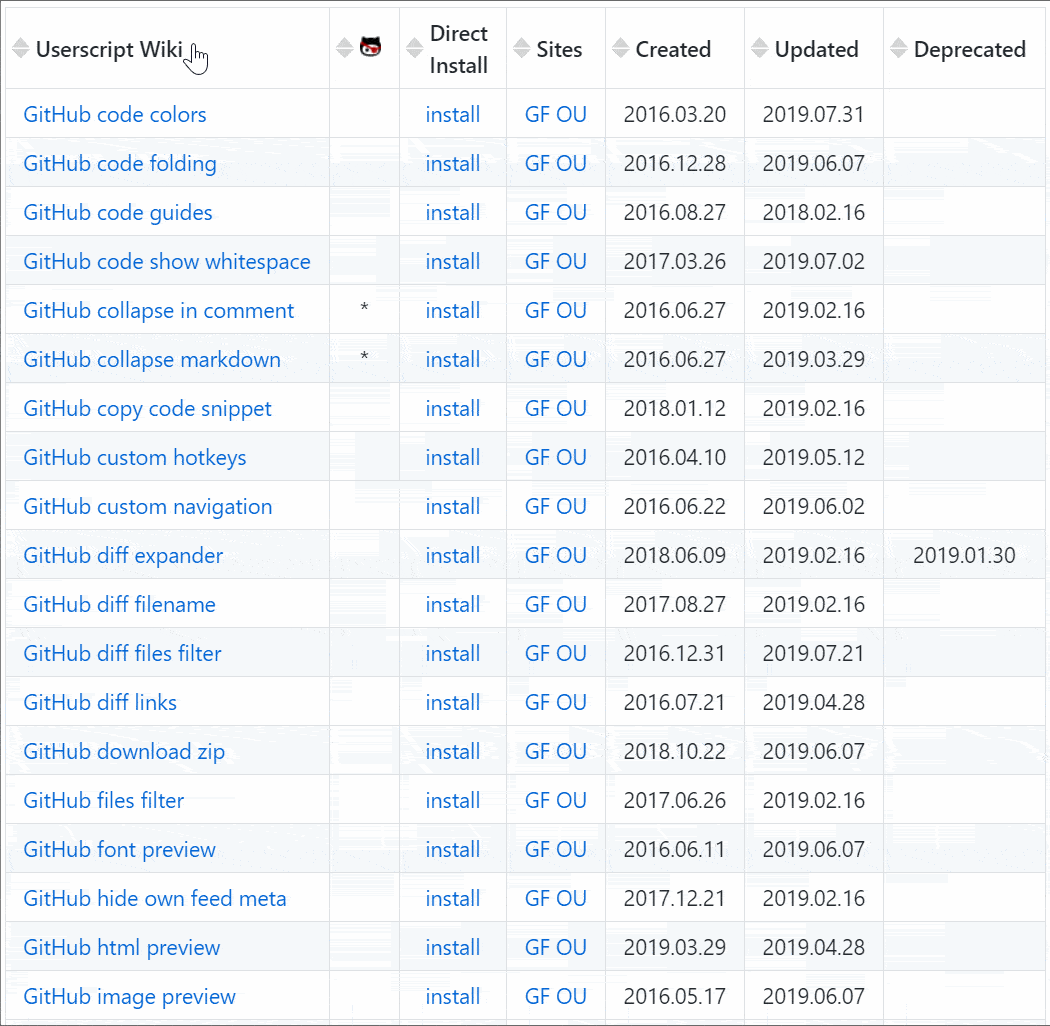 Userscript Wiki Direct Install Sites Created Updated Deprecated
GitHub code colors install GF OU 2016.03.20 2019.07.31
GitHub code folding install GF OU 2016.12.28 2019.06.07
GitHub code guides install GF OU 2016.08.27 2018.02.16
GitHub code show whitespace install GF OU 2017.03.26 2019.07.02
GitHub collapse in comment * install GF OU 2016.06.27 2019.02.16
GitHub collapse markdown * install GF OU 2016.06.27 2019.03.29
GitHub copy code snippet install GF OU 2018.01.12 2019.02.16
GitHub custom hotkeys install GF OU 2016.04.10 2019.05.12
GitHub custom navigation install GF OU 2016.06.22 2019.06.02
GitHub diff expander install GF OU 2018.06.09 2019.02.16 2019.01.30
GitHub diff filename install GF OU 2017.08.27 2019.02.16
GitHub diff files filter install GF OU 2016.12.31 2019.07.21
GitHub diff links install GF OU 2016.07.21 2019.04.28
GitHub download zip install GF OU 2018.10.22 2019.06.07
GitHub files filter install GF OU 2017.06.26 2019.02.16
GitHub font preview install GF OU 2016.06.11 2019.06.07
GitHub hide own feed meta install GF OU 2017.12.21 2019.02.16
GitHub html preview install GF OU 2019.03.29 2019.04.28
GitHub image preview install GF OU 2016.05.17 2019.06.07